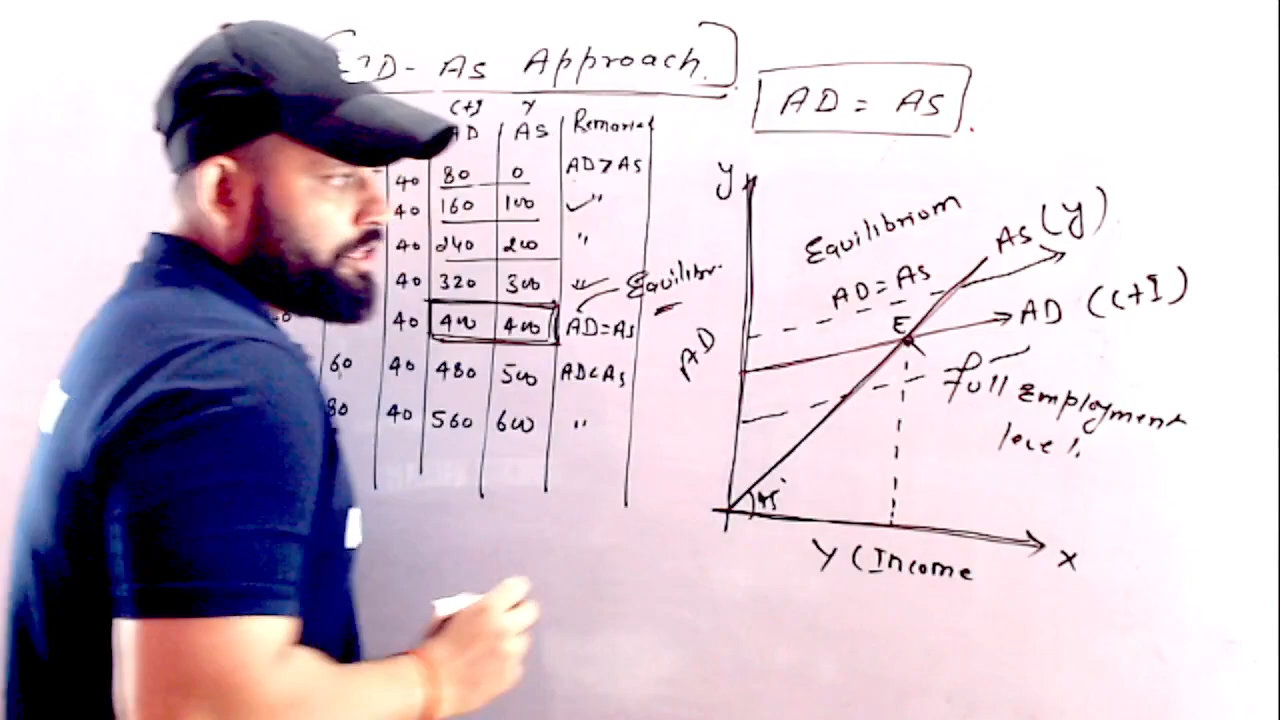 AD - AS Approach.
AD = AS
(C+I Y
AD AS Remarks
40 80 0 AD>AS
40 160 100 "
40 240 200 "
40 320 300 "
Equilibr.
40 400 400 AD=AS
60 40 480 500 AD<AS
80 40 560 600 "
Y
Equilibrium
AD = AS
AS (Y)
E
AD (C+I)
AD
Full Employment
level.
45°
Y (Income
X